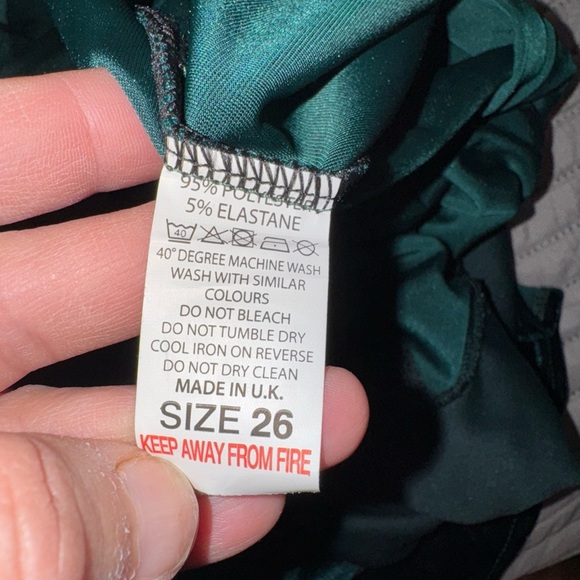 95% POLYESTER
5% ELASTANE
40
40° DEGREE MACHINE WASH
WASH WITH SIMILAR
COLOURS
DO NOT BLEACH
DO NOT TUMBLE DRY
COOL IRON ON REVERSE
DO NOT DRY CLEAN
MADE IN U.K.
SIZE 26
KEEP AWAY FROM FIRE